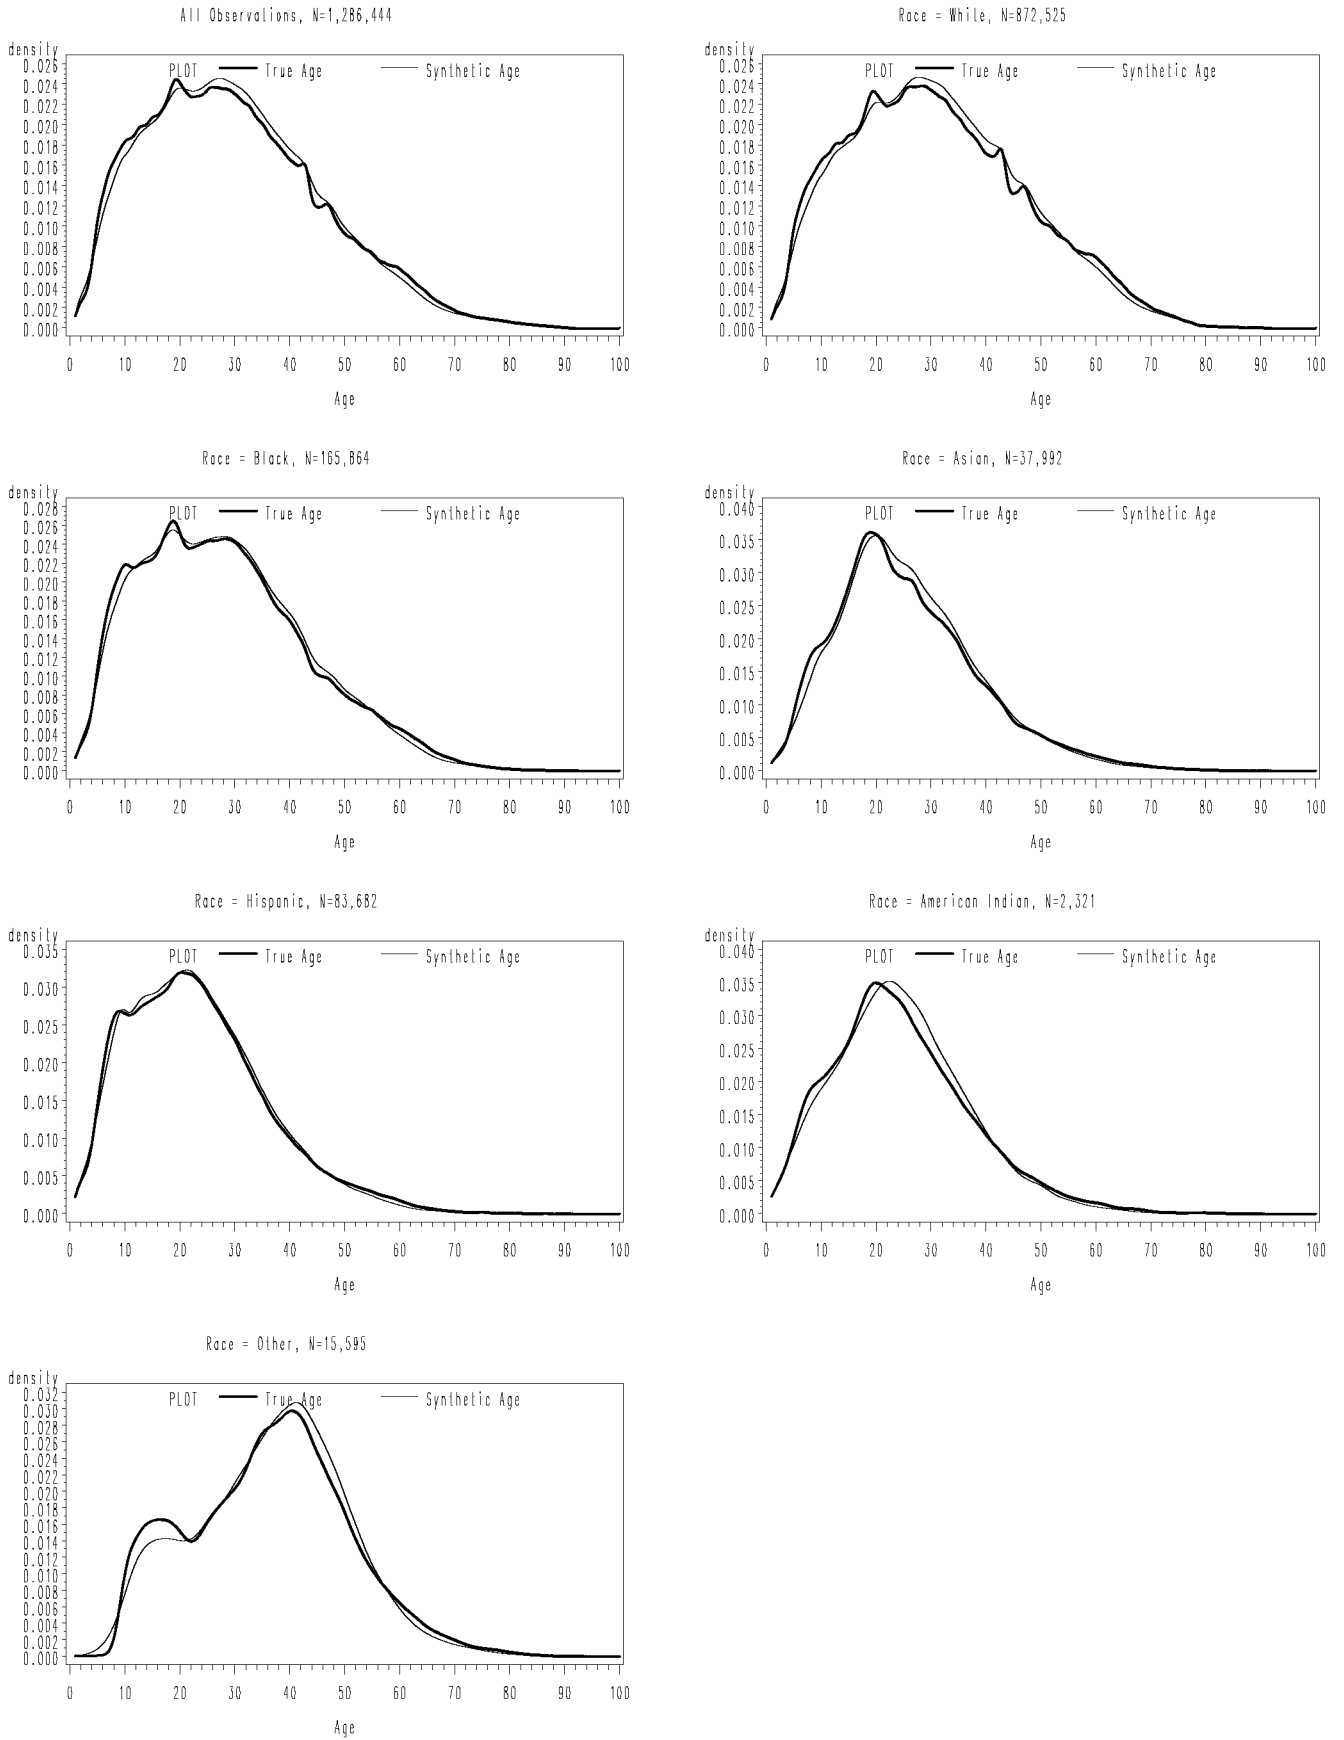 All Observations, N=1,286,444
density
PLOT True Age Synthetic Age
0.026
0.024
0.022
0.020
0.018
0.016
0.014
0.012
0.010
0.008
0.006
0.004
0.002
0.000
0 10 20 30 40 50 60 70 80 90 100
Age
Race = White, N=872,525
density
PLOT True Age Synthetic Age
0.026
0.024
0.022
0.020
0.018
0.016
0.014
0.012
0.010
0.008
0.006
0.004
0.002
0.000
0 10 20 30 40 50 60 70 80 90 100
Age
Race = Black, N=165,864
density
PLOT True Age Synthetic Age
0.028
0.026
0.024
0.022
0.020
0.018
0.016
0.014
0.012
0.010
0.008
0.006
0.004
0.002
0.000
0 10 20 30 40 50 60 70 80 90 100
Age
Race = Asian, N=37,992
density
PLOT True Age Synthetic Age
0.040
0.035
0.030
0.025
0.020
0.015
0.010
0.005
0.000
0 10 20 30 40 50 60 70 80 90 100
Age
Race = Hispanic, N=83,682
density
PLOT True Age Synthetic Age
0.035
0.030
0.025
0.020
0.015
0.010
0.005
0.000
0 10 20 30 40 50 60 70 80 90 100
Age
Race = American Indian, N=2,321
density
PLOT True Age Synthetic Age
0.040
0.035
0.030
0.025
0.020
0.015
0.010
0.005
0.000
0 10 20 30 40 50 60 70 80 90 100
Age
Race = Other, N=15,595
density
PLOT True Age Synthetic Age
0.032
0.030
0.028
0.026
0.024
0.022
0.020
0.018
0.016
0.014
0.012
0.010
0.008
0.006
0.004
0.002
0.000
0 10 20 30 40 50 60 70 80 90 100
Age